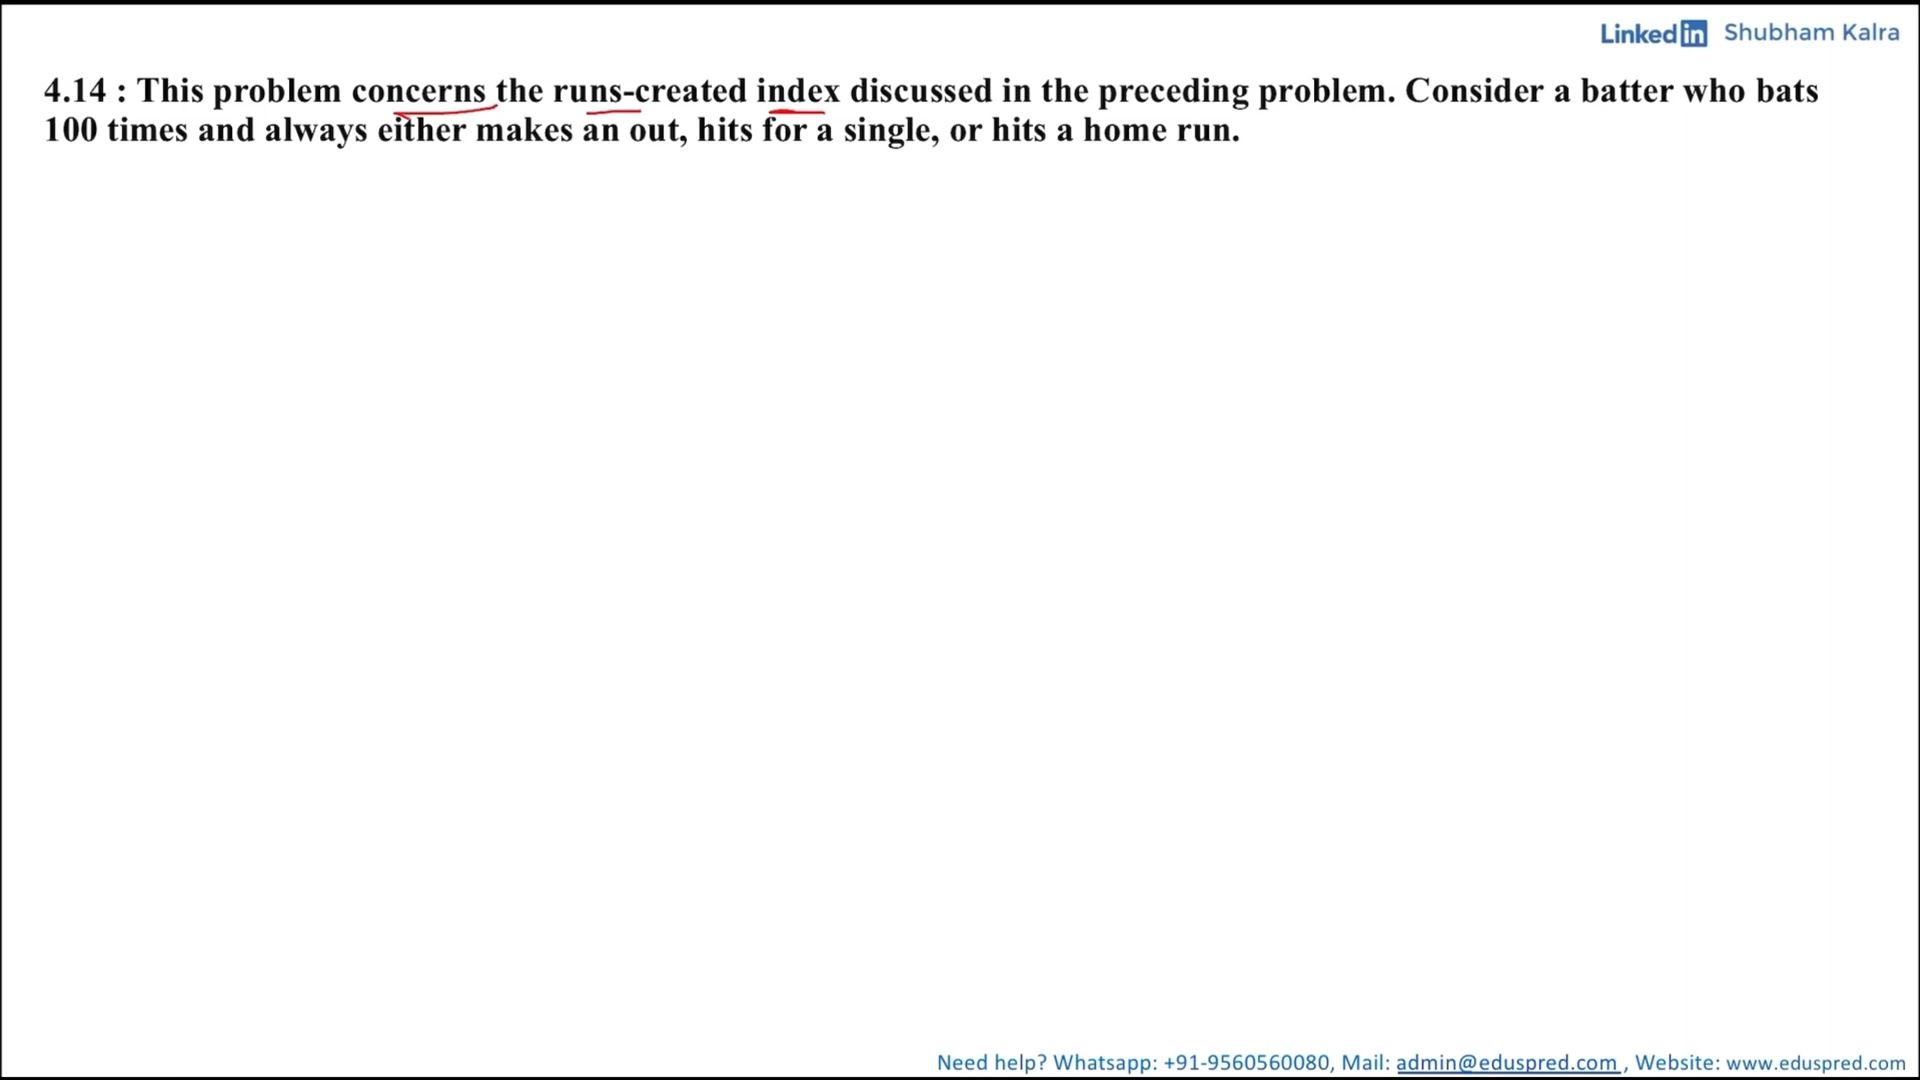 Linkedin Shubham Kalra
4.14 : This problem concerns the runs-created index discussed in the preceding problem. Consider a batter who bats
100 times and always either makes an out, hits for a single, or hits a home run.
Need help? Whatsapp: +91-9560560080, Mail: admin@eduspred.com , Website: www.eduspred.com